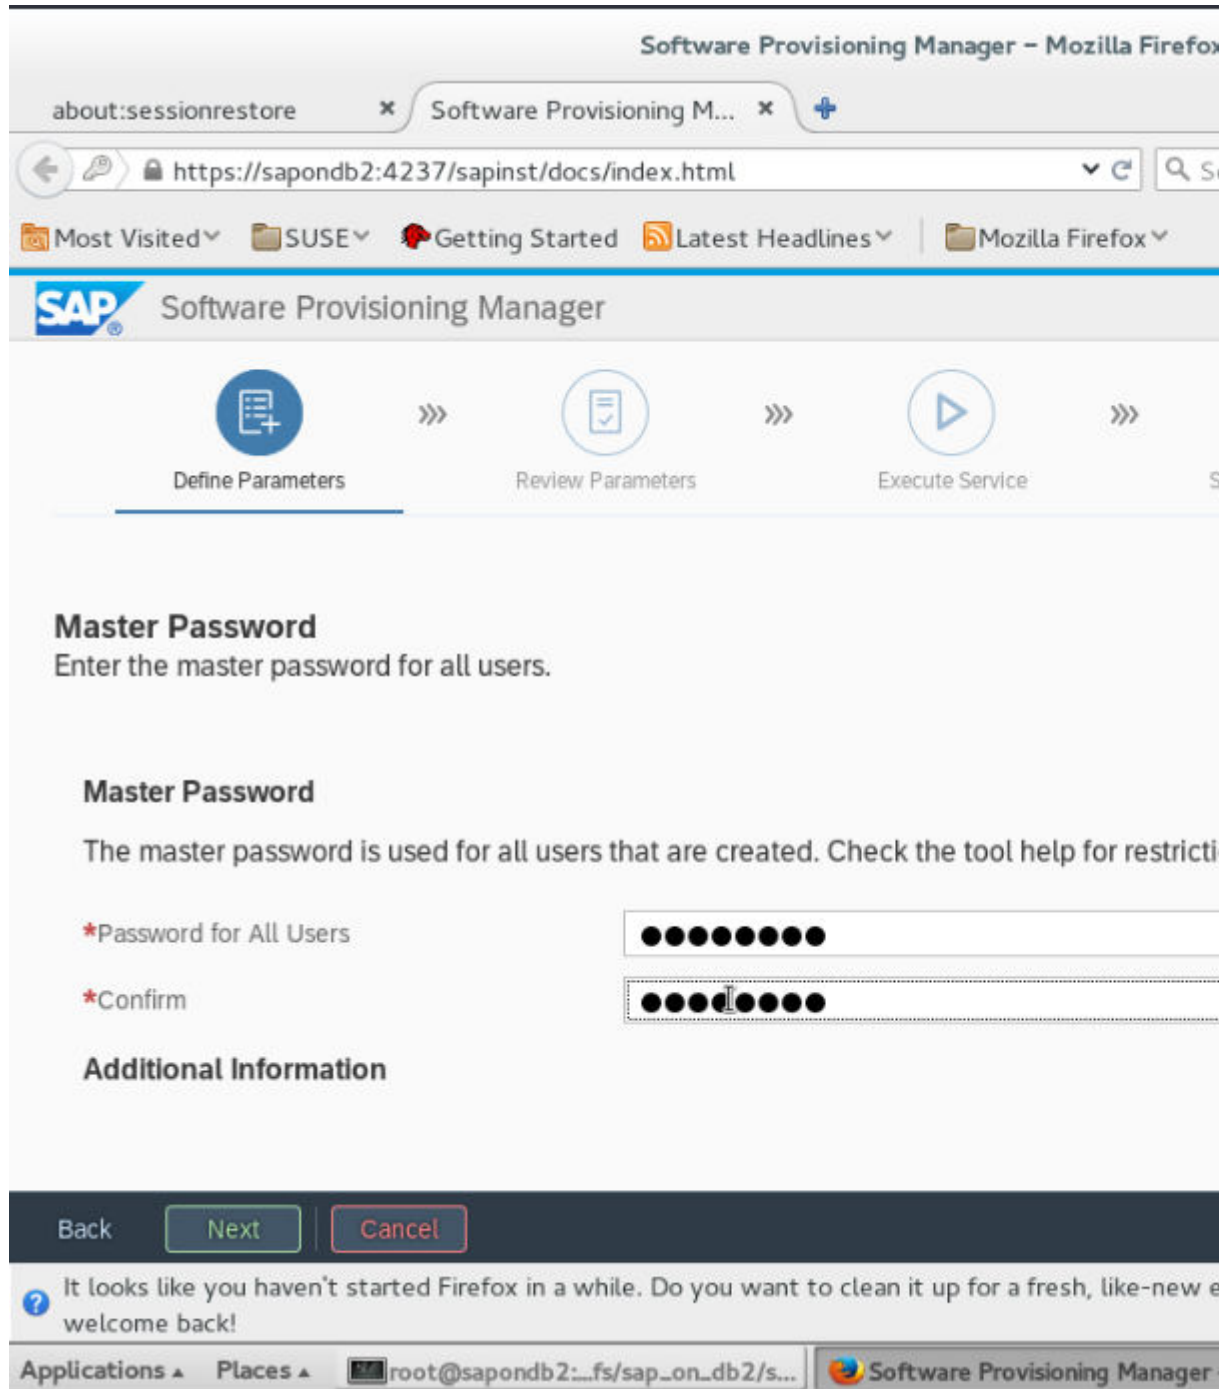 Software Provisioning Manager – Mozilla Firefox
about:sessionrestore Software Provisioning M...
https://sapondb2:4237/sapinst/docs/index.html
Most Visited SUSE Getting Started Latest Headlines Mozilla Firefox
SAP Software Provisioning Manager
Define Parameters Review Parameters Execute Service
Master Password
Enter the master password for all users.
Master Password
The master password is used for all users that are created. Check the tool help for restricti
*Password for All Users
*Confirm
Additional Information
Back Next Cancel
It looks like you haven't started Firefox in a while. Do you want to clean it up for a fresh, like-new e
welcome back!
Applications Places root@sapondb2:...fs/sap_on_db2/s... Software Provisioning Manager